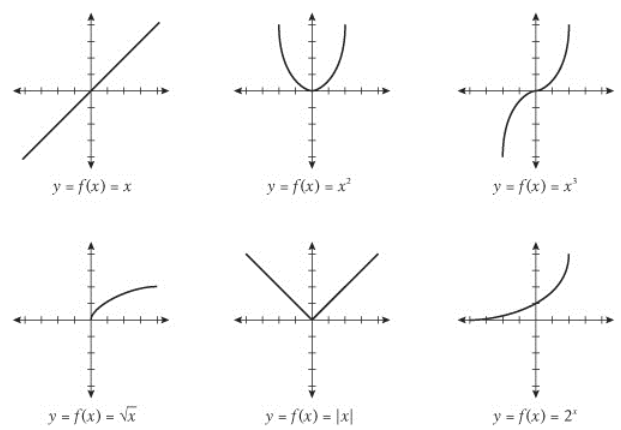 y = f(x) = x
y = f(x) = x²
y = f(x) = x³
y = f(x) = √x
y = f(x) = |x|
y = f(x) = 2ˣ